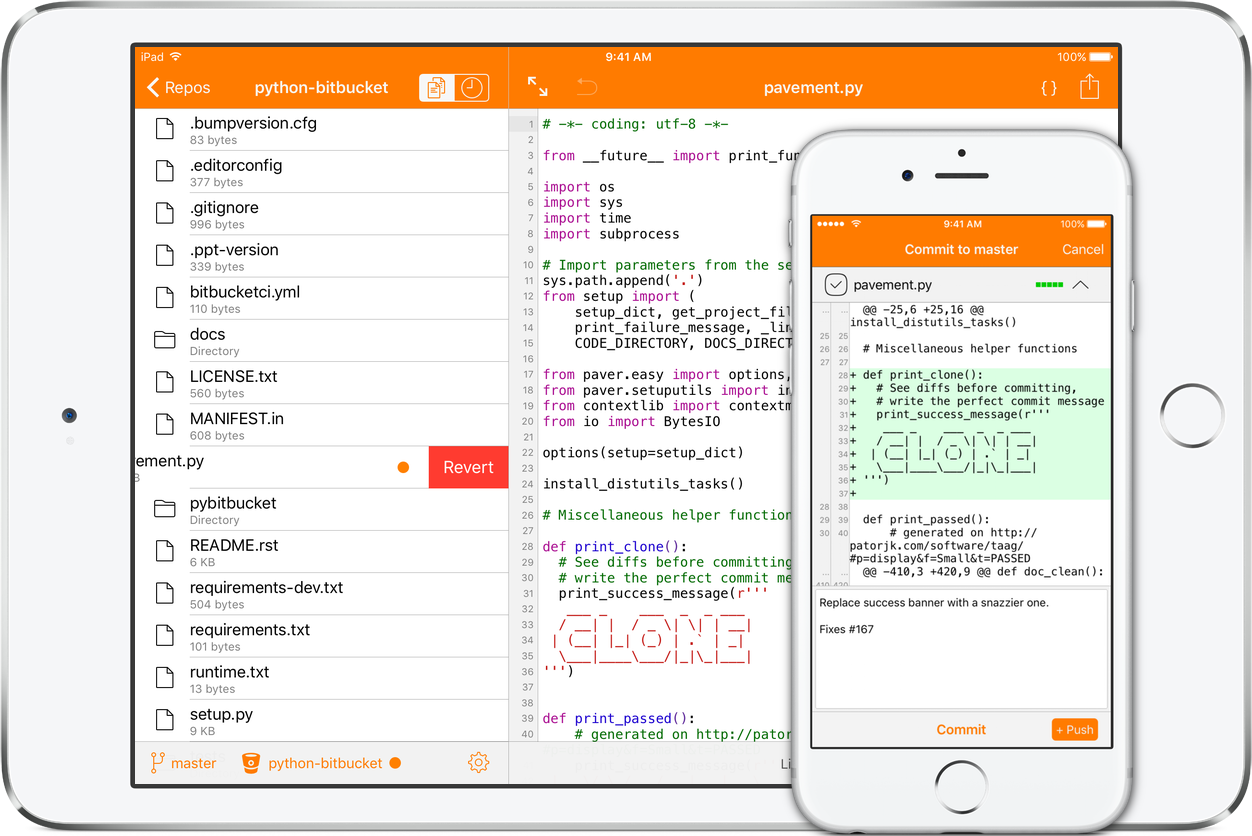 iPad
9:41 AM
100%
Repos
python-bitbucket
pavement.py
{ }
.bumpversion.cfg
83 bytes
.editorconfig
377 bytes
.gitignore
996 bytes
.ppt-version
339 bytes
bitbucketci.yml
110 bytes
docs
Directory
LICENSE.txt
560 bytes
MANIFEST.in
608 bytes
ement.py
Revert
pybitbucket
Directory
README.rst
6 KB
requirements-dev.txt
504 bytes
requirements.txt
101 bytes
runtime.txt
13 bytes
setup.py
9 KB
master
python-bitbucket
1 # -*- coding: utf-8 -*-
2
3 from __future__ import print_fun
4
5 import os
6 import sys
7 import time
8 import subprocess
9
10 # Import parameters from the se
11 sys.path.append('.')
12 from setup import (
13 setup_dict, get_project_fil
14 print_failure_message, _lin
15 CODE_DIRECTORY, DOCS_DIRECT
16
17 from paver.easy import options,
18 from paver.setuputils import in
19 from contextlib import contextm
20 from io import BytesIO
21
22 options(setup=setup_dict)
23
24 install_distutils_tasks()
25
26 # Miscellaneous helper function
27
28 def print_clone():
29 # See diffs before committing
30 # write the perfect commit me
31 print_success_message(r'''
32
33
34 CLONE
35
36 ''')
37
38
39 def print_passed():
40 # generated on http://pator
print_success_message(
Li
9:41 AM
100%
Commit to master
Cancel
pavement.py
@@ -25,6 +25,16 @@
install_distutils_tasks()
25 25
26 26 # Miscellaneous helper functions
27 27
28+ def print_clone():
29+ # See diffs before committing,
30+ # write the perfect commit message
31+ print_success_message(r'''
32+
33+
34+ CLONE
35+
36+ ''')
37+
28 38
29 39 def print_passed():
30 40 # generated on http://
patorjk.com/software/taag/
#p=display&f=Small&t=PASSED
@@ -410,3 +420,9 @@ def doc_clean():
410 420
Replace success banner with a snazzier one.
Fixes #167
Commit
+ Push